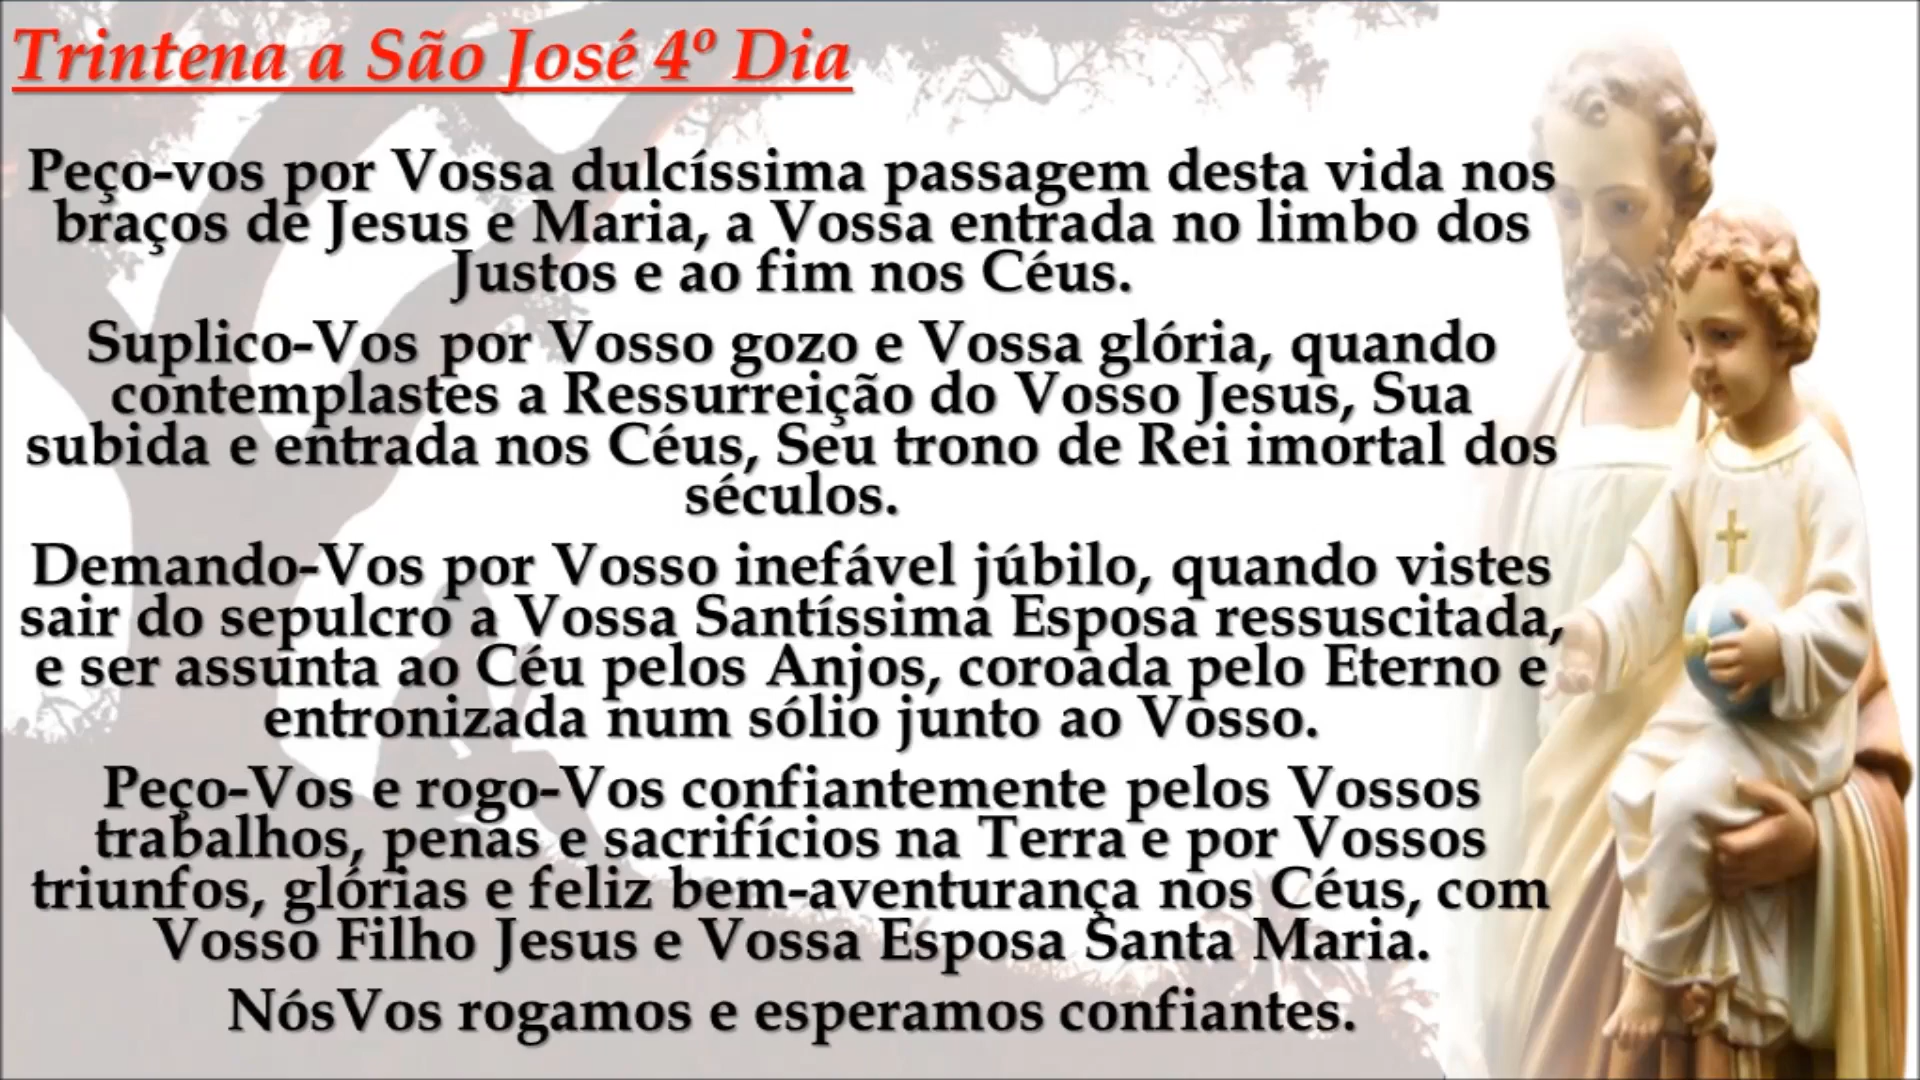 Trintena a São José 4º Dia
Peço-vos por Vossa dulcíssima passagem desta vida nos
braços de Jesus e Maria, a Vossa entrada no limbo dos
Justos e ao fim nos Céus.
Suplico-Vos por Vosso gozo e Vossa glória, quando
contemplastes a Ressurreição do Vosso Jesus, Sua
subida e entrada nos Céus, Seu trono de Rei imortal dos
séculos.
Demando-Vos por Vosso inefável júbilo, quando vistes
sair do sepulcro a Vossa Santíssima Esposa ressuscitada,
e ser assunta ao Céu pelos Anjos, coroada pelo Eterno e
entronizada num sólio junto ao Vosso.
Peço-Vos e rogo-Vos confiantemente pelos Vossos
trabalhos, penas e sacrifícios na Terra e por Vossos
triunfos, glórias e feliz bem-aventurança nos Céus, com
Vosso Filho Jesus e Vossa Esposa Santa Maria.
NósVos rogamos e esperamos confiantes.